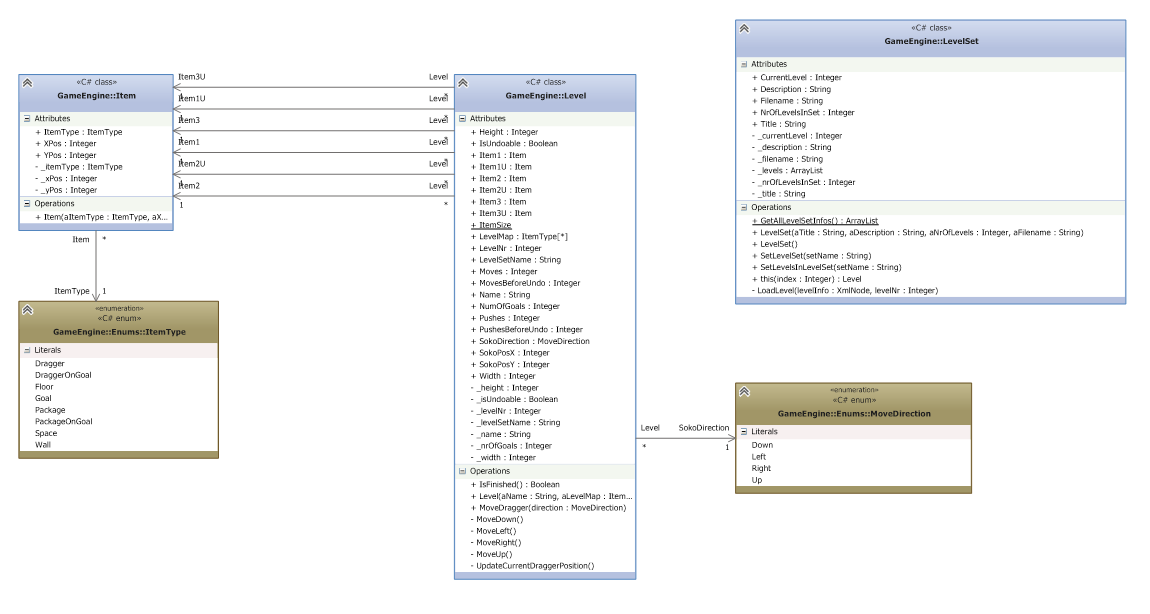 «C# class»
GameEngine::Item
Attributes
+ ItemType : ItemType
+ XPos : Integer
+ YPos : Integer
- _itemType : ItemType
- _xPos : Integer
- _yPos : Integer
Operations
+ Item(aItemType : ItemType, aX...
Item3U
Level
Item1U
Level
Item3
Level
Item1
Level
Item2U
Level
Item2
Level
1
*
Item
*
ItemType
1
«enumeration»
«C# enum»
GameEngine::Enums::ItemType
Literals
Dragger
DraggerOnGoal
Floor
Goal
Package
PackageOnGoal
Space
Wall
«C# class»
GameEngine::Level
Attributes
+ Height : Integer
+ IsUndoable : Boolean
+ Item1 : Item
+ Item1U : Item
+ Item2 : Item
+ Item2U : Item
+ Item3 : Item
+ Item3U : Item
+ ItemSize
+ LevelMap : ItemType[*]
+ LevelNr : Integer
+ LevelSetName : String
+ Moves : Integer
+ MovesBeforeUndo : Integer
+ Name : String
+ NumOfGoals : Integer
+ Pushes : Integer
+ PushesBeforeUndo : Integer
+ SokoDirection : MoveDirection
+ SokoPosX : Integer
+ SokoPosY : Integer
+ Width : Integer
- _height : Integer
- _isUndoable : Boolean
- _levelNr : Integer
- _levelSetName : String
- _name : String
- _nrOfGoals : Integer
- _width : Integer
Operations
+ IsFinished() : Boolean
+ Level(aName : String, aLevelMap : Item...
+ MoveDragger(direction : MoveDirection)
- MoveDown()
- MoveLeft()
- MoveRight()
- MoveUp()
- UpdateCurrentDraggerPosition()
Level
SokoDirection
*
1
«C# class»
GameEngine::LevelSet
Attributes
+ CurrentLevel : Integer
+ Description : String
+ Filename : String
+ NrOfLevelsInSet : Integer
+ Title : String
- _currentLevel : Integer
- _description : String
- _filename : String
- _levels : ArrayList
- _nrOfLevelsInSet : Integer
- _title : String
Operations
+ GetAllLevelSetInfos() : ArrayList
+ LevelSet(aTitle : String, aDescription : String, aNrOfLevels : Integer, aFilename : String)
+ LevelSet()
+ SetLevelSet(setName : String)
+ SetLevelsInLevelSet(setName : String)
+ this(index : Integer) : Level
- LoadLevel(levelInfo : XmlNode, levelNr : Integer)
«enumeration»
«C# enum»
GameEngine::Enums::MoveDirection
Literals
Down
Left
Right
Up